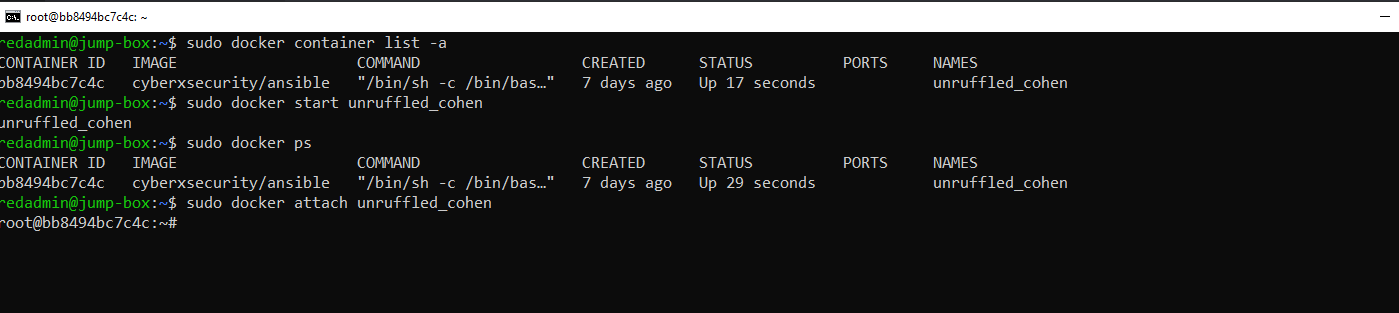 root@bb8494bc7c4c: ~
redadmin@jump-box:~$ sudo docker container list -a
CONTAINER ID IMAGE COMMAND CREATED STATUS PORTS NAMES
bb8494bc7c4c cyberxsecurity/ansible "/bin/sh -c /bin/bas…" 7 days ago Up 17 seconds unruffled_cohen
redadmin@jump-box:~$ sudo docker start unruffled_cohen
unruffled_cohen
redadmin@jump-box:~$ sudo docker ps
CONTAINER ID IMAGE COMMAND CREATED STATUS PORTS NAMES
bb8494bc7c4c cyberxsecurity/ansible "/bin/sh -c /bin/bas…" 7 days ago Up 29 seconds unruffled_cohen
redadmin@jump-box:~$ sudo docker attach unruffled_cohen
root@bb8494bc7c4c:~#